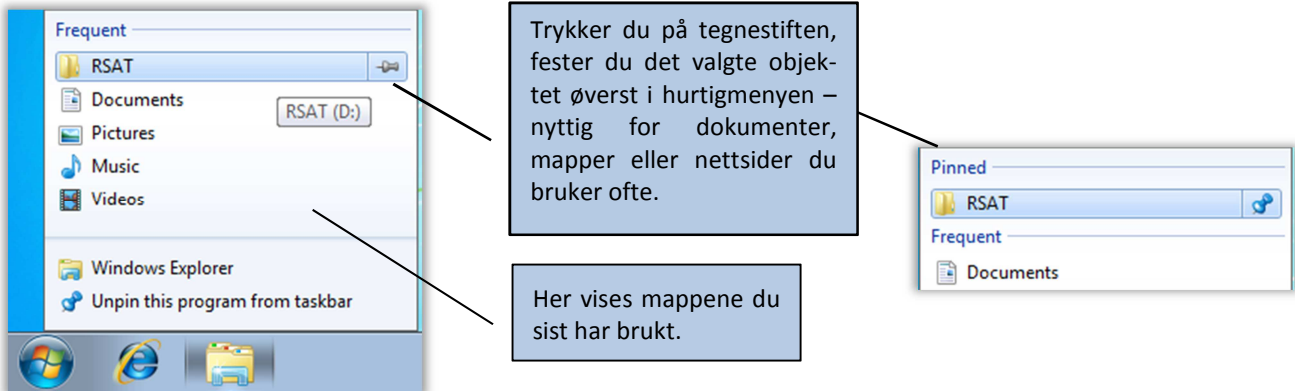 Frequent
RSAT
Documents
RSAT (D:)
Pictures
Music
Videos
Windows Explorer
Unpin this program from taskbar
Trykker du på tegnestiften,
fester du det valgte objek-
tet øverst i hurtigmenyen –
nyttig for dokumenter,
mapper eller nettsider du
bruker ofte.
Her vises mappene du
sist har brukt.
Pinned
RSAT
Frequent
Documents